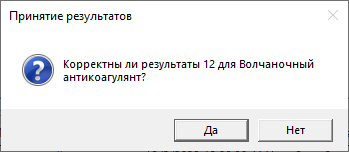 Принятие результатов
Корректны ли результаты 12 для Волчаночный
антикоагулянт?
Да
Нет